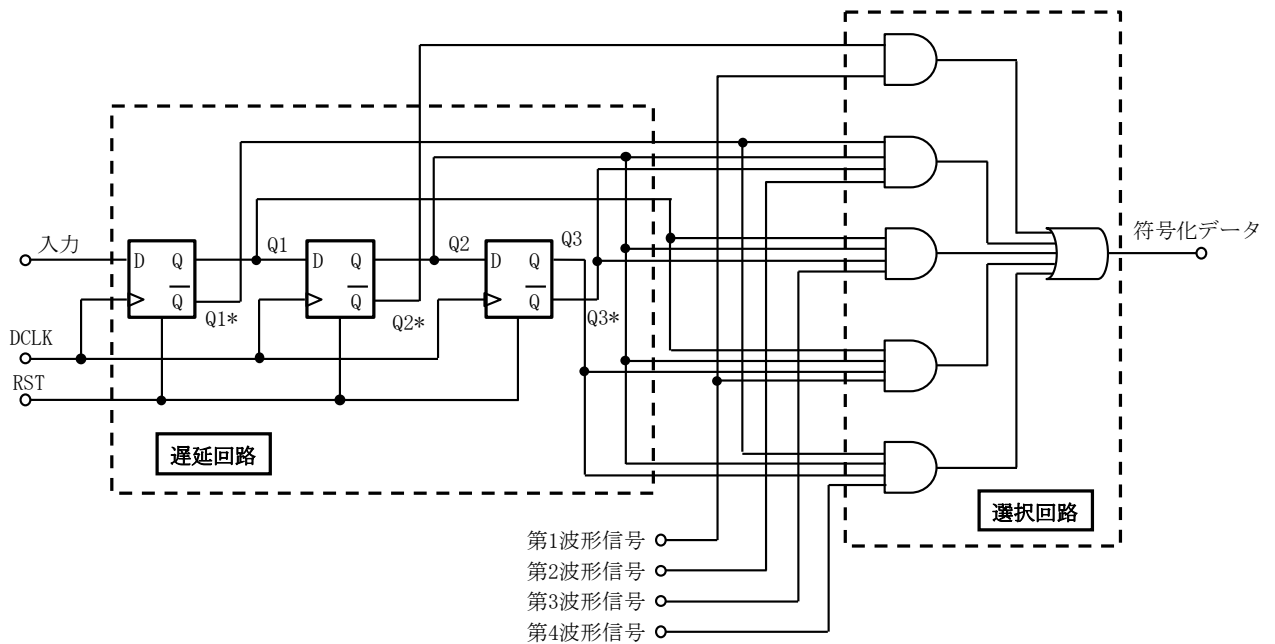 符号化データ
入力
Q1
Q2
Q3
D
Q
D
Q
D
Q
Q
Q
Q
Q1*
Q2*
Q3*
DCLK
RST
遅延回路
選択回路
第1波形信号
第2波形信号
第3波形信号
第4波形信号